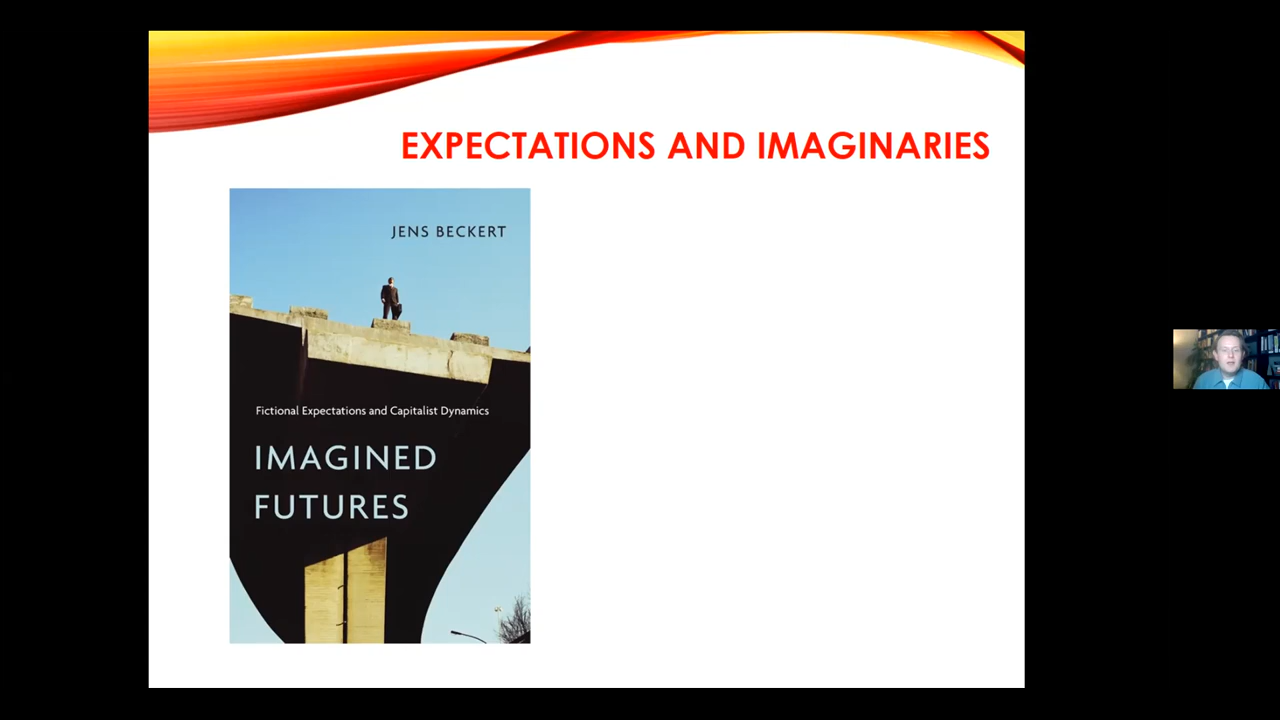 EXPECTATIONS AND IMAGINARIES
JENS BECKERT
Fictional Expectations and Capitalist Dynamics
IMAGINED
FUTURES